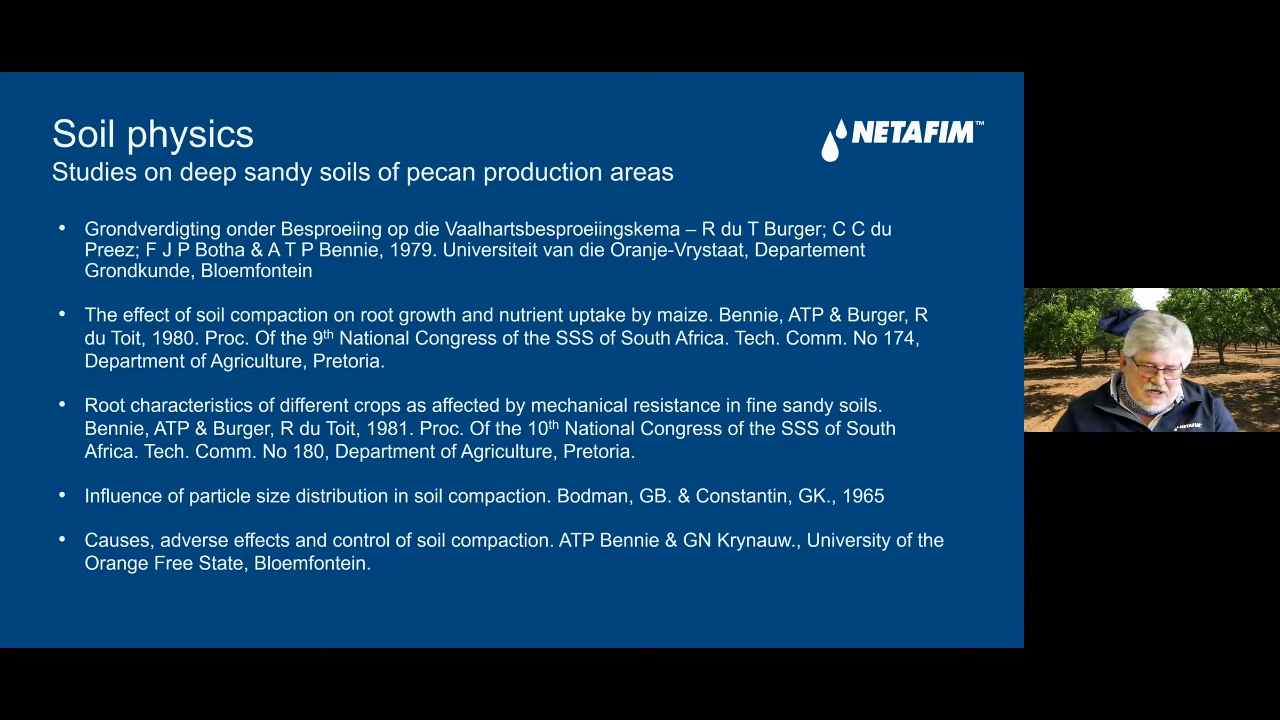 Soil physics
NETAFIM™
Studies on deep sandy soils of pecan production areas
• Grondverdigting onder Besproeiing op die Vaalhartsbesproeiingskema – R du T Burger; C C du
Preez; F J P Botha & A T P Bennie, 1979. Universiteit van die Oranje-Vrystaat, Departement
Grondkunde, Bloemfontein
• The effect of soil compaction on root growth and nutrient uptake by maize. Bennie, ATP & Burger, R
du Toit, 1980. Proc. Of the 9th National Congress of the SSS of South Africa. Tech. Comm. No 174,
Department of Agriculture, Pretoria.
• Root characteristics of different crops as affected by mechanical resistance in fine sandy soils.
Bennie, ATP & Burger, R du Toit, 1981. Proc. Of the 10th National Congress of the SSS of South
Africa. Tech. Comm. No 180, Department of Agriculture, Pretoria.
• Influence of particle size distribution in soil compaction. Bodman, GB. & Constantin, GK., 1965
• Causes, adverse effects and control of soil compaction. ATP Bennie & GN Krynauw., University of the
Orange Free State, Bloemfontein.
NETAFIM